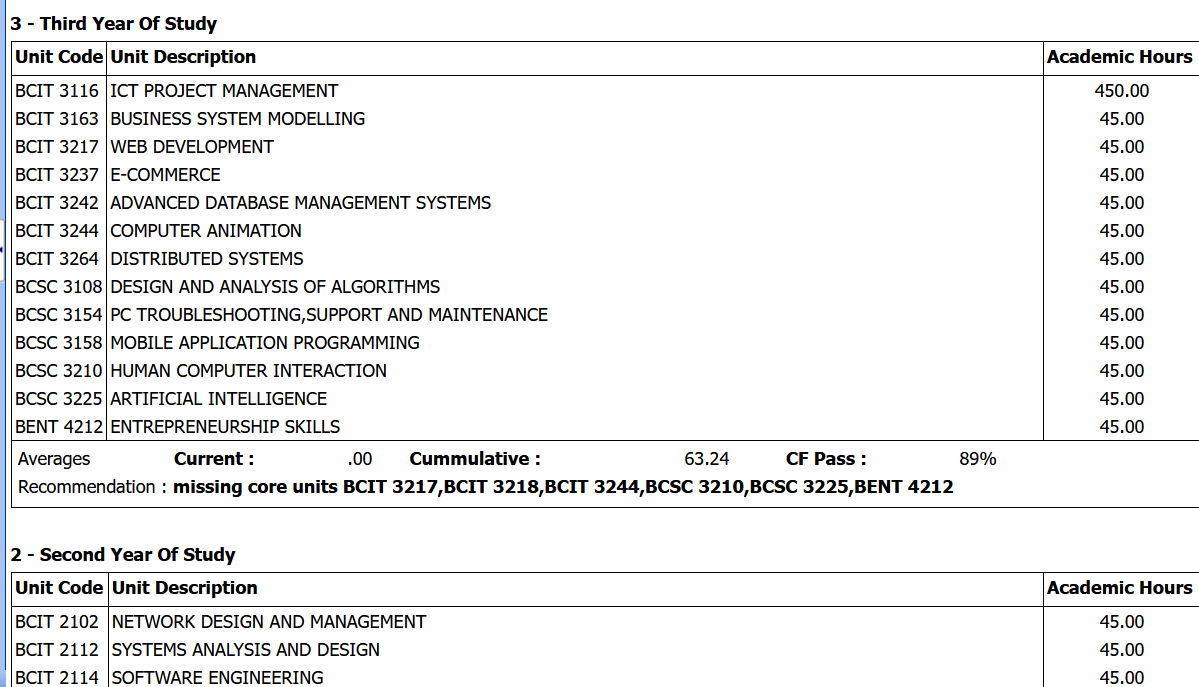 3 - Third Year Of Study
Unit Code Unit Description Academic Hours
BCIT 3116 ICT PROJECT MANAGEMENT 450.00
BCIT 3163 BUSINESS SYSTEM MODELLING 45.00
BCIT 3217 WEB DEVELOPMENT 45.00
BCIT 3237 E-COMMERCE 45.00
BCIT 3242 ADVANCED DATABASE MANAGEMENT SYSTEMS 45.00
BCIT 3244 COMPUTER ANIMATION 45.00
BCIT 3264 DISTRIBUTED SYSTEMS 45.00
BCSC 3108 DESIGN AND ANALYSIS OF ALGORITHMS 45.00
BCSC 3154 PC TROUBLESHOOTING,SUPPORT AND MAINTENANCE 45.00
BCSC 3158 MOBILE APPLICATION PROGRAMMING 45.00
BCSC 3210 HUMAN COMPUTER INTERACTION 45.00
BCSC 3225 ARTIFICIAL INTELLIGENCE 45.00
BENT 4212 ENTREPRENEURSHIP SKILLS 45.00
Averages Current : .00 Cummulative : 63.24 CF Pass : 89%
Recommendation : missing core units BCIT 3217,BCIT 3218,BCIT 3244,BCSC 3210,BCSC 3225,BENT 4212
2 - Second Year Of Study
Unit Code Unit Description Academic Hours
BCIT 2102 NETWORK DESIGN AND MANAGEMENT 45.00
BCIT 2112 SYSTEMS ANALYSIS AND DESIGN 45.00
BCIT 2114 SOFTWARE ENGINEERING 45.00